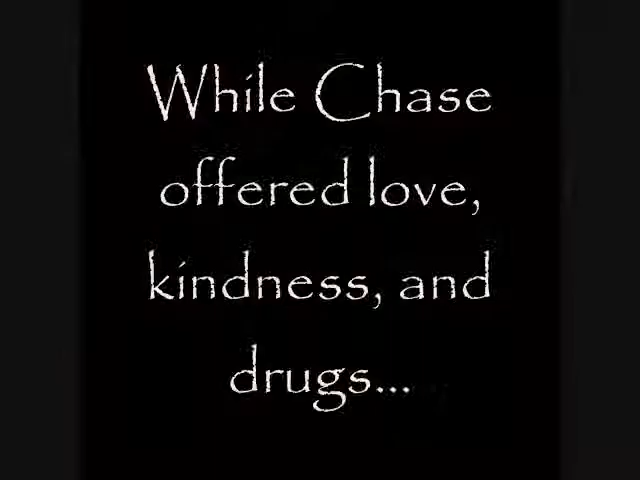 While Chase
offered love,
kindness, and
drugs...